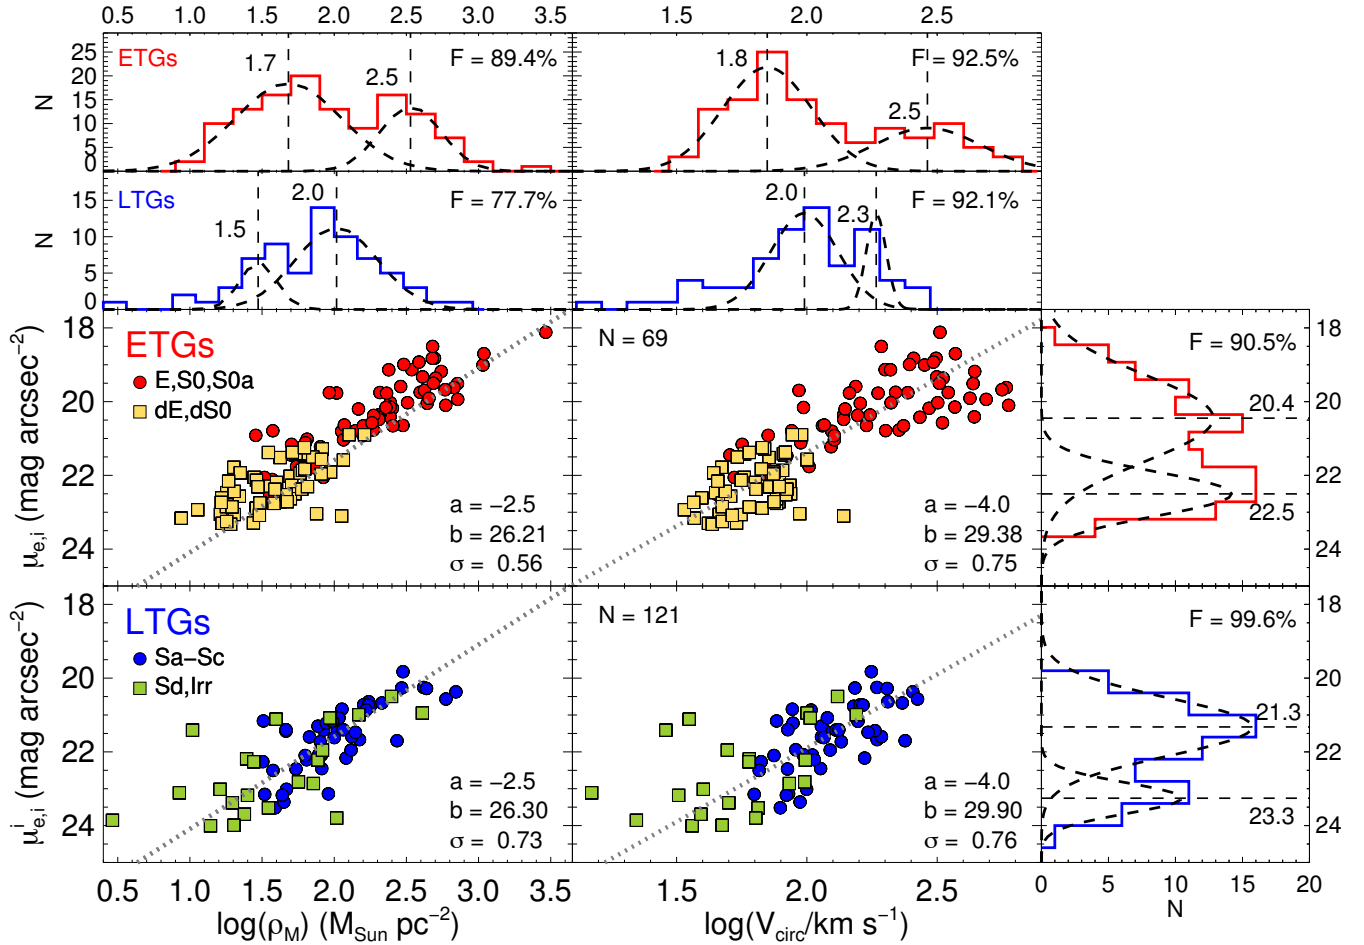 0.5 1.0 1.5 2.0 2.5 3.0 3.5 2.0 2.5
ETGs 1.7 2.5 F = 89.4% 1.8 2.5 F = 92.5%
25
20
15
10
5
0
N
LTGs 1.5 2.0 F = 77.7% 2.0 2.3 F = 92.1%
15
10
5
0
N
ETGs
E,S0,S0a
dE,dS0
a = −2.5
b = 26.21
σ = 0.56
18
20
22
24
μe,i (mag arcsec−2)
N = 69
a = −4.0
b = 29.38
σ = 0.75
F = 90.5%
20.4
22.5
18
20
22
24
LTGs
Sa−Sc
Sd,Irr
a = −2.5
b = 26.30
σ = 0.73
18
20
22
24
μie,i (mag arcsec−2)
N = 121
a = −4.0
b = 29.90
σ = 0.76
F = 99.6%
21.3
23.3
18
20
22
24
0.5 1.0 1.5 2.0 2.5 3.0 3.5 2.0 2.5 0 5 10 15 20
log(ρM) (MSun pc−2) log(Vcirc/km s−1) N